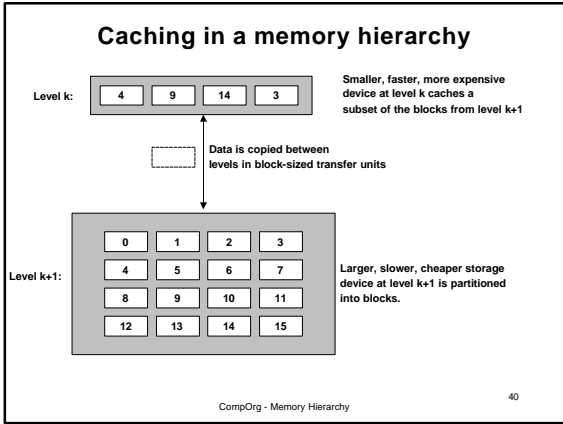 Caching in a memory hierarchy
Level k:
4 9 14 3
Smaller, faster, more expensive
device at level k caches a
subset of the blocks from level k+1
Data is copied between
levels in block-sized transfer units
Level k+1:
0 1 2 3
4 5 6 7
8 9 10 11
12 13 14 15
Larger, slower, cheaper storage
device at level k+1 is partitioned
into blocks.
CompOrg - Memory Hierarchy
40